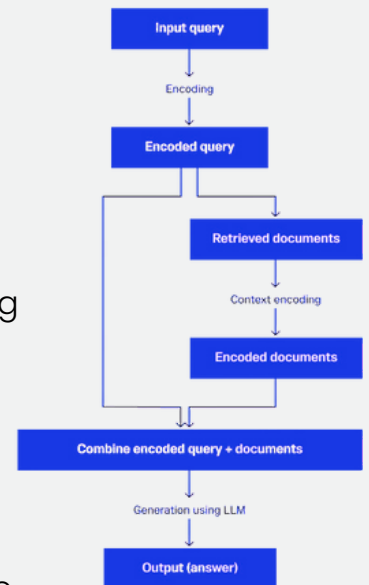 Input query
Encoding
Encoded query
Retrieved documents
g
Context encoding
Encoded documents
Combine encoded query + documents
Generation using LLM
Output (answer)